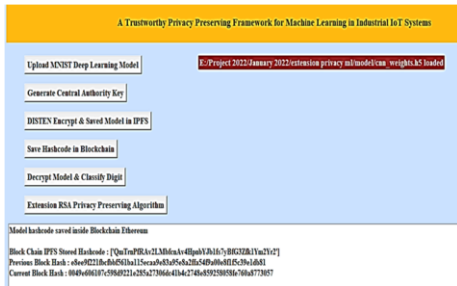 A Trustworthy Privacy Preserving Framework for Machine Learning in Industrial IoT Systems
Upload MNIST Deep Learning Model
E:/Project 2022/January 2022/extension privacy ml/model/cnn_weights.h5 loaded
Generate Central Authority Key
DISTEN Encrypt & Saved Model in IPFS
Save Hashcode in Blockchain
Decrypt Model & Classify Digit
Extension RSA Privacy Preserving Algorithm
Model hashcode saved inside Blockchain Ethereum
Block Chain IPFS Stored Hashcode :
Previous Block Hash :
Current Block Hash :